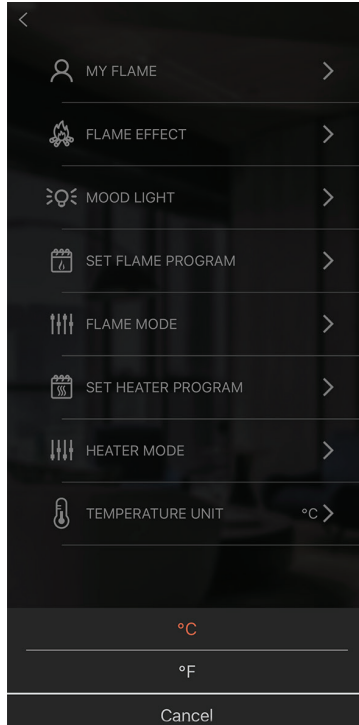 MY FLAME
FLAME EFFECT
MOOD LIGHT
SET FLAME PROGRAM
FLAME MODE
SET HEATER PROGRAM
HEATER MODE
TEMPERATURE UNIT °C
°C
°F
Cancel